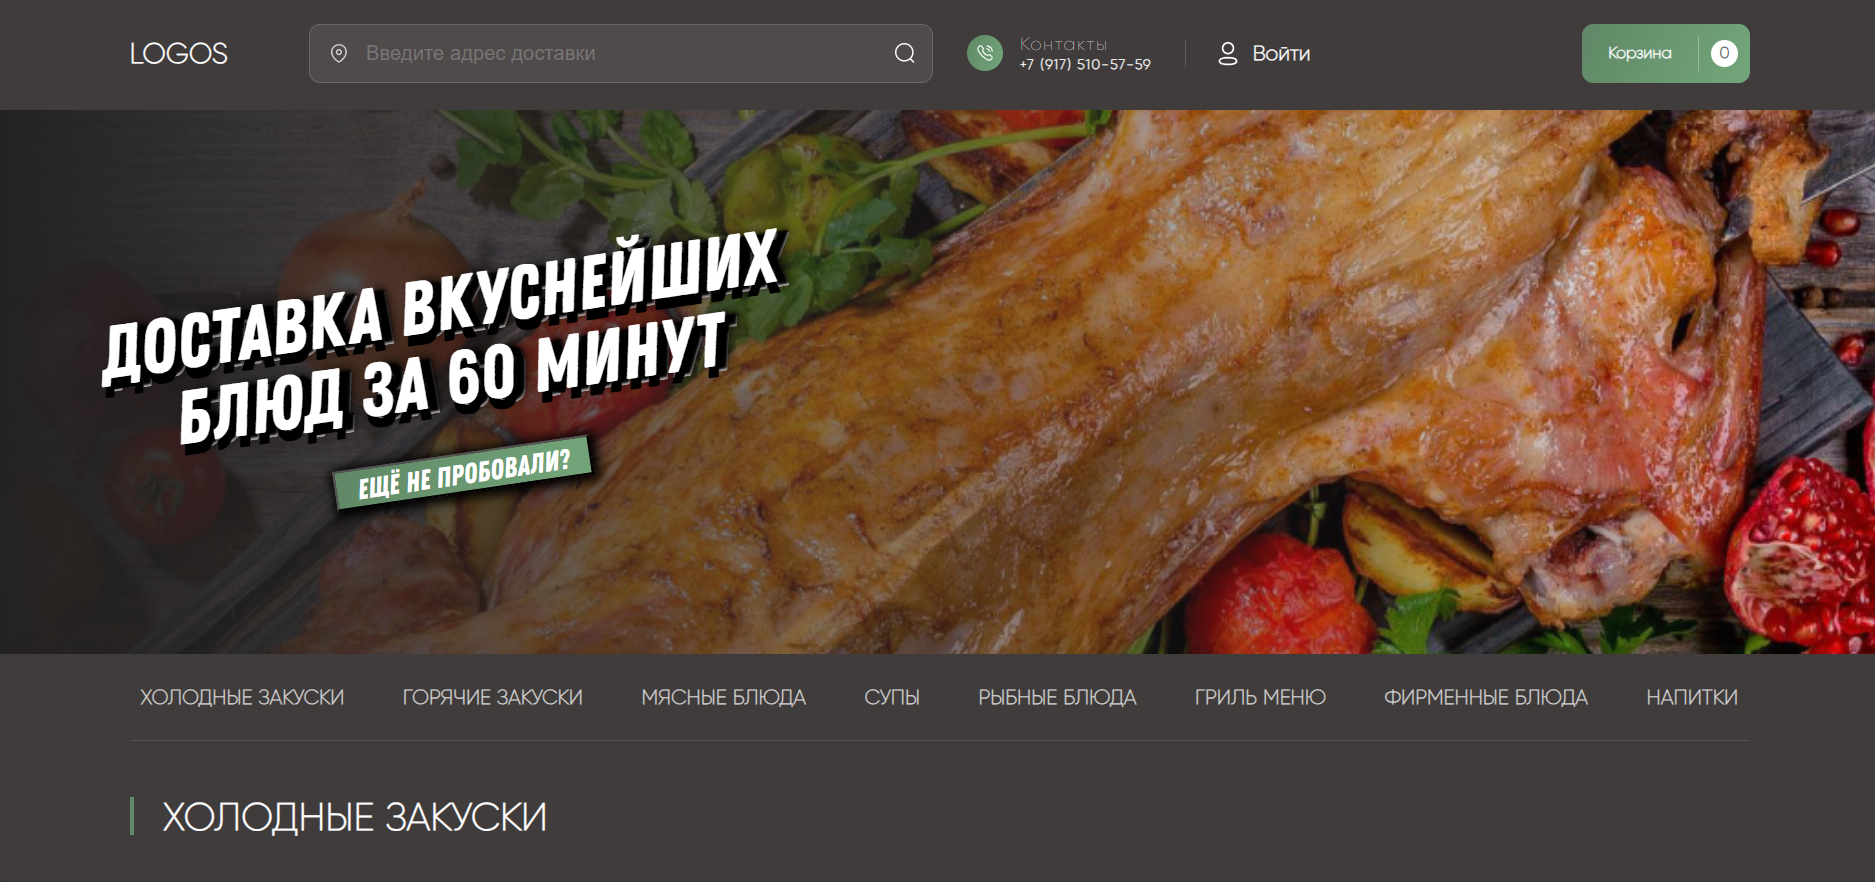 LOGOS
Введите адрес доставки
Контакты
+7 (917) 510-57-59
Войти
Корзина
0
ДОСТАВКА ВКУСНЕЙШИХ
БЛЮД ЗА 60 МИНУТ
ЕЩЁ НЕ ПРОБОВАЛИ?
ХОЛОДНЫЕ ЗАКУСКИ
ГОРЯЧИЕ ЗАКУСКИ
МЯСНЫЕ БЛЮДА
СУПЫ
РЫБНЫЕ БЛЮДА
ГРИЛЬ МЕНЮ
ФИРМЕННЫЕ БЛЮДА
НАПИТКИ
ХОЛОДНЫЕ ЗАКУСКИ